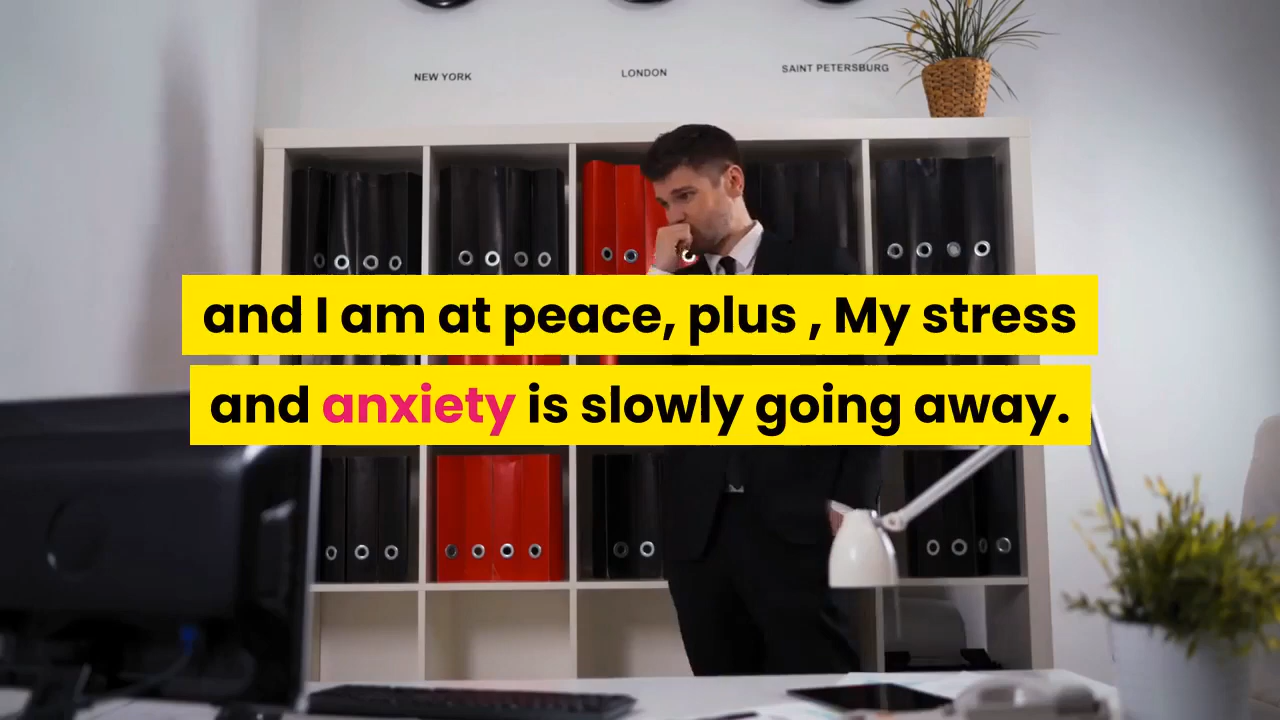 NEW YORK
LONDON
SAINT PETERSBURG
and I am at peace, plus , My stress
and anxiety is slowly going away.